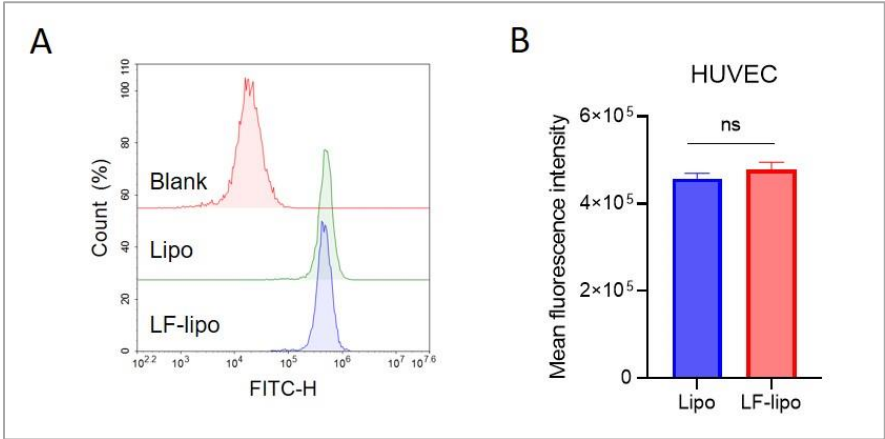 A
110
100
80
60
40
20
0
Count (%)
Blank
Lipo
LF-lipo
10^2.2 10^3 10^4 10^5 10^6 10^7 10^7.6
FITC-H
B
HUVEC
Mean fluorescence intensity
6×10^5
4×10^5
2×10^5
0
ns
Lipo LF-lipo